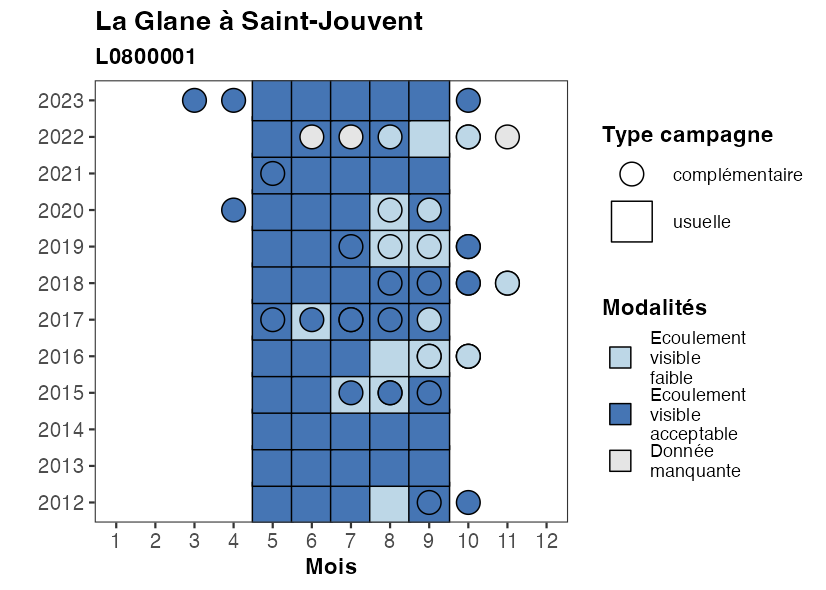 La Glane à Saint-Jouvent
L0800001
2023
2022
2021
2020
2019
2018
2017
2016
2015
2014
2013
2012
1 2 3 4 5 6 7 8 9 10 11 12
Mois
Type campagne
complémentaire
usuelle
Modalités
Ecoulement
visible
faible
Ecoulement
visible
acceptable
Donnée
manquante